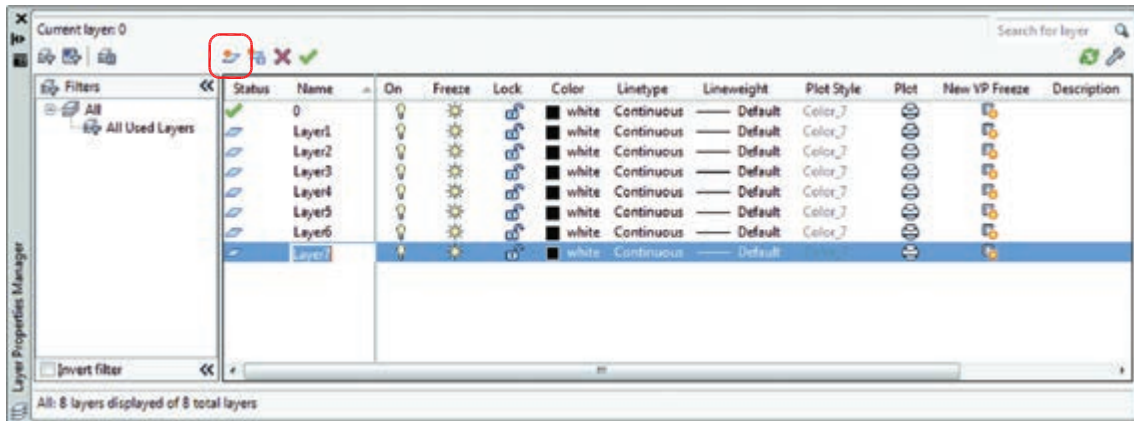 Current layer: 0
Search for layer
Filters
All
All Used Layers
Invert filter
Status Name On Freeze Lock Color Linetype Lineweight Plot Style Plot New VP Freeze Description
0 white Continuous Default Color_7
Layer1 white Continuous Default Color_7
Layer2 white Continuous Default Color_7
Layer3 white Continuous Default Color_7
Layer4 white Continuous Default Color_7
Layer5 white Continuous Default Color_7
Layer6 white Continuous Default Color_7
Layer7 white Continuous Default
All: 8 layers displayed of 8 total layers
Layer Properties Manager